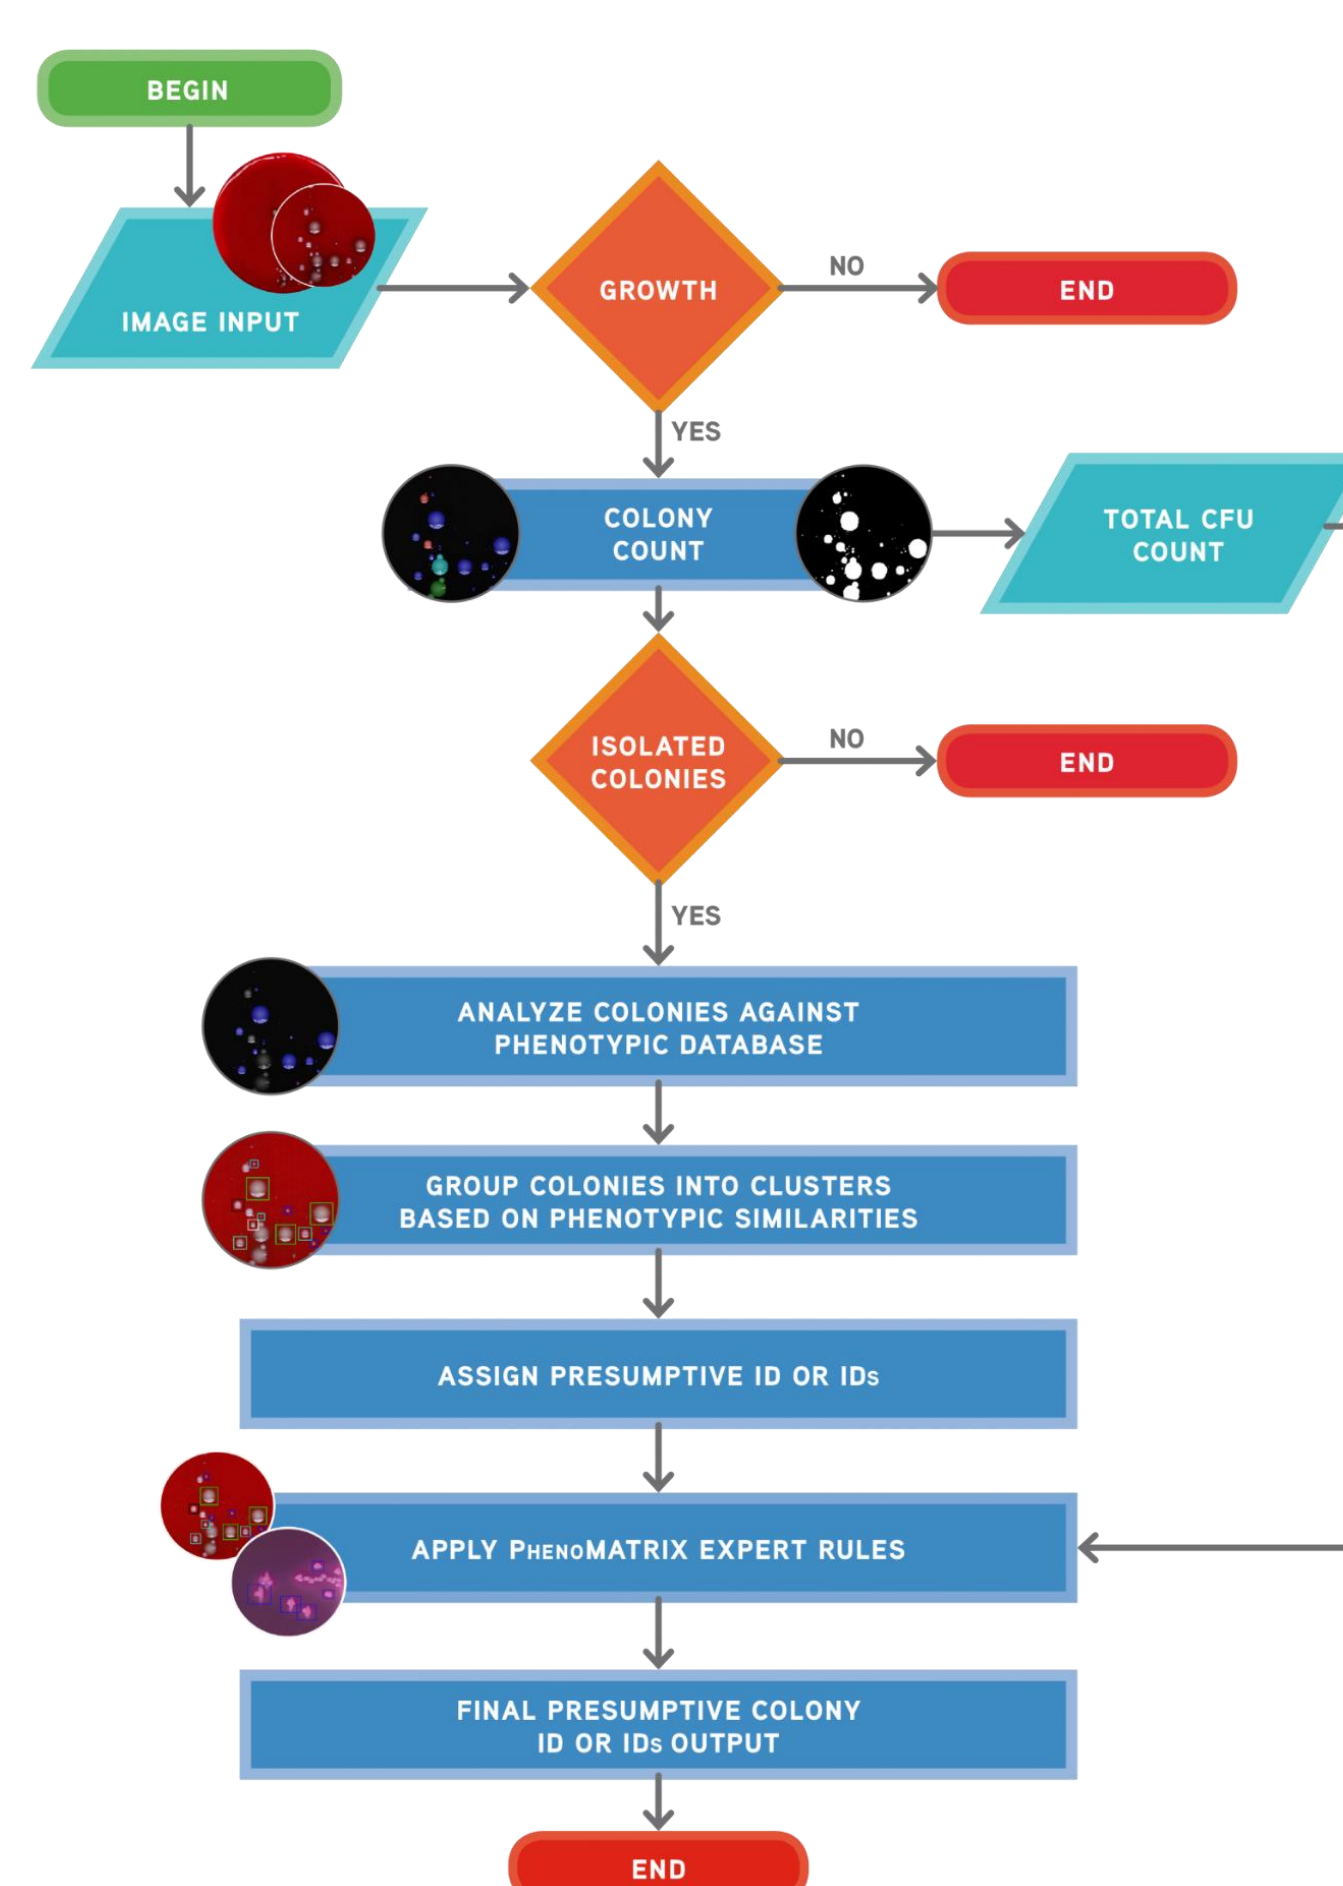 BEGIN
IMAGE INPUT
GROWTH
NO
END
YES
COLONY
COUNT
TOTAL CFU
COUNT
ISOLATED
COLONIES
NO
END
YES
ANALYZE COLONIES AGAINST
PHENOTYPIC DATABASE
GROUP COLONIES INTO CLUSTERS
BASED ON PHENOTYPIC SIMILARITIES
ASSIGN PRESUMPTIVE ID OR IDs
APPLY PHENOMATRIX EXPERT RULES
FINAL PRESUMPTIVE COLONY
ID OR IDs OUTPUT
END